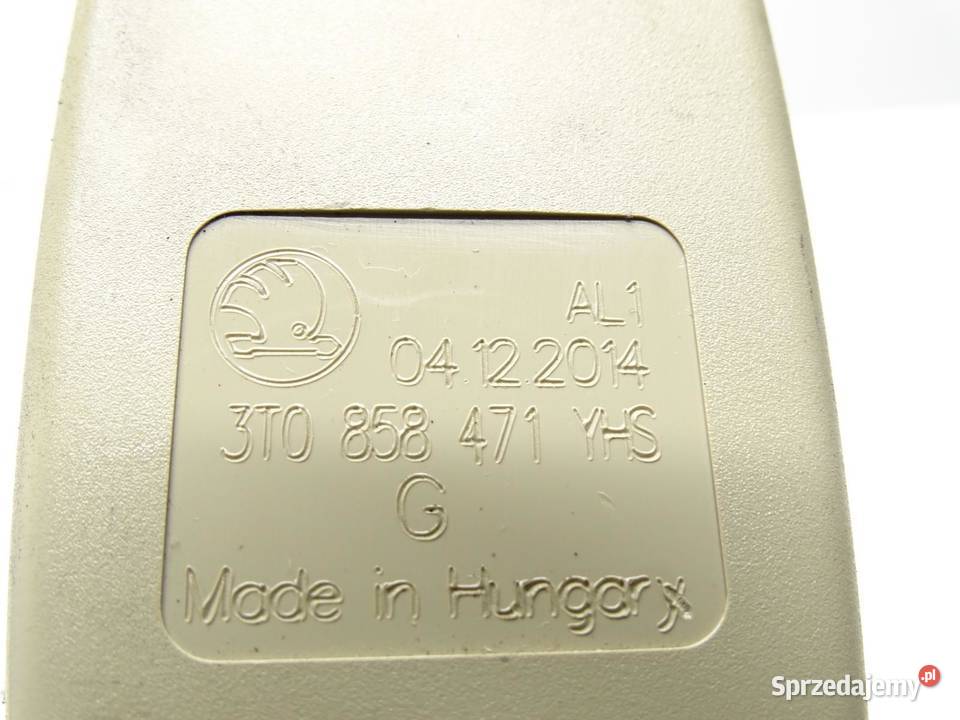 AL1
04.12.2014
3T0 858 471 YHS
G
Made in Hungary
Sprzedajemy.pl